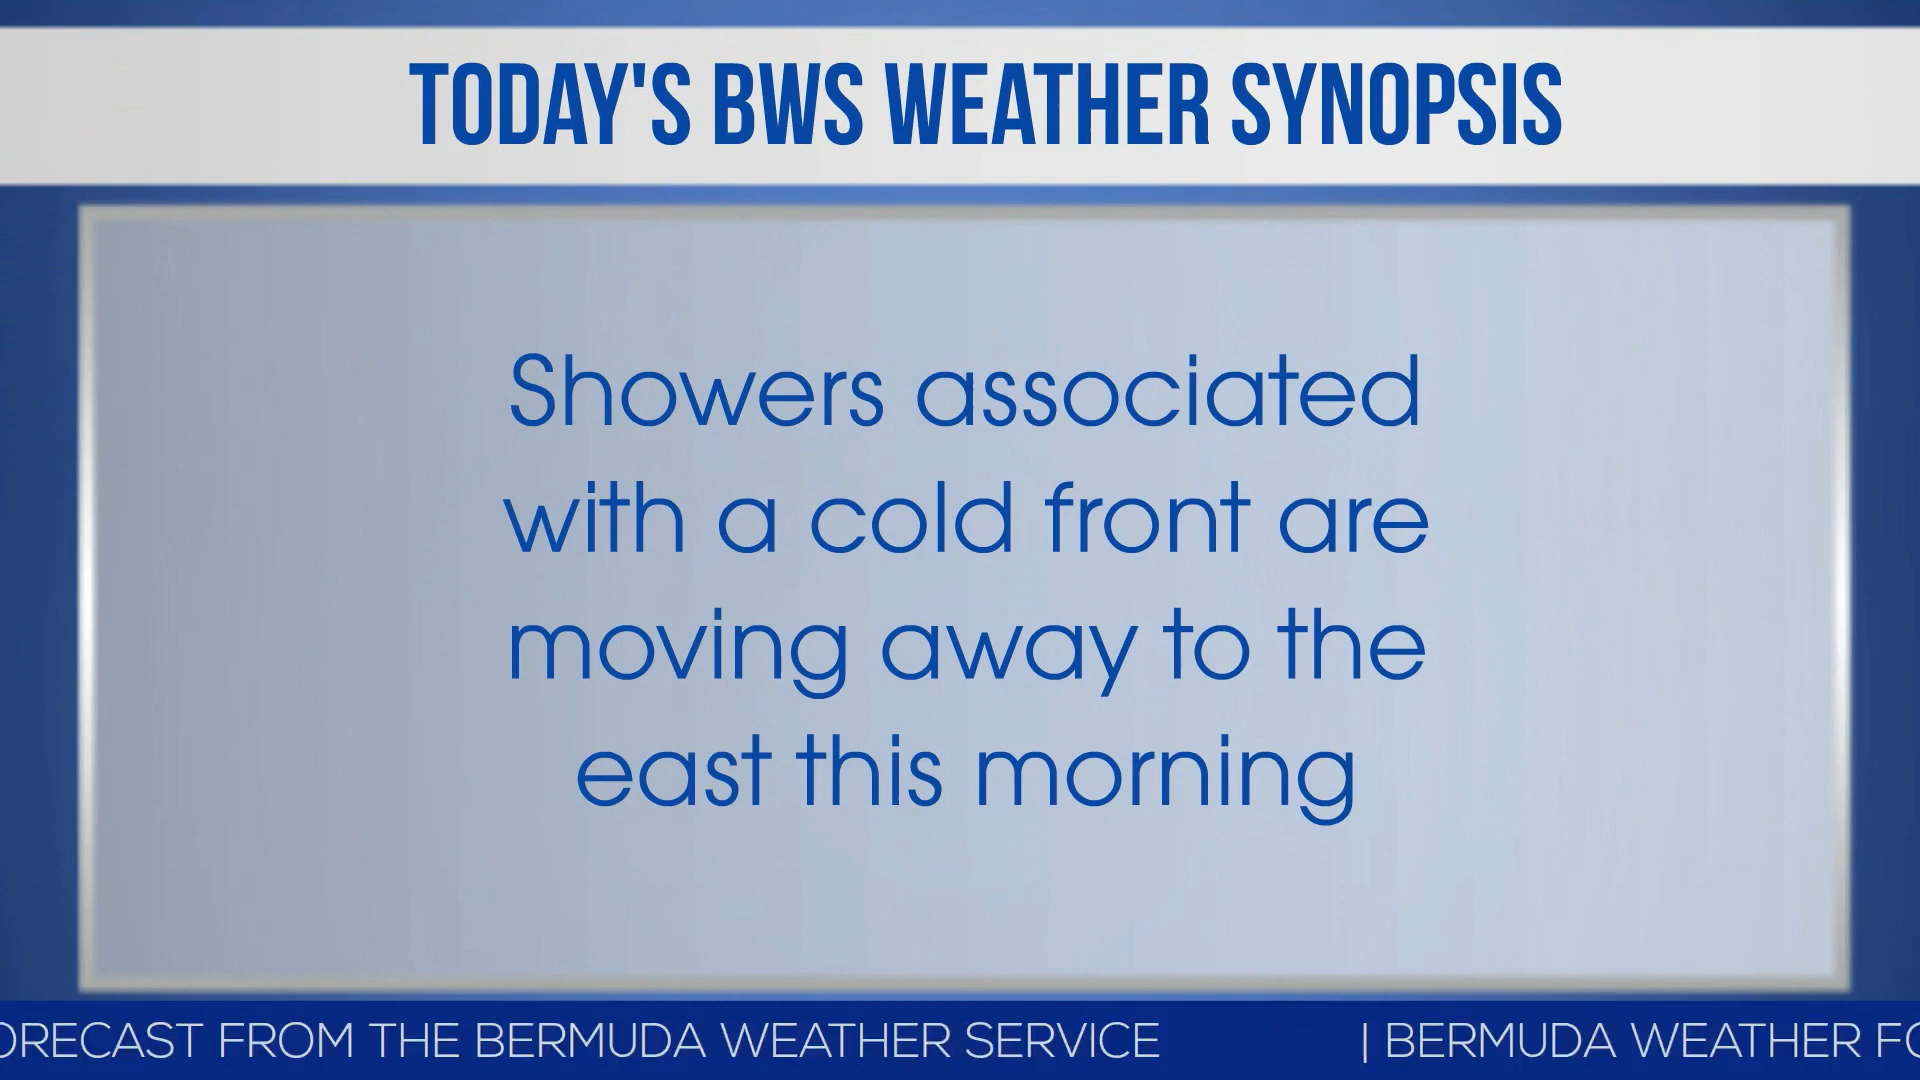 TODAY'S BWS WEATHER SYNOPSIS
Showers associated
with a cold front are
moving away to the
east this morning
ORECAST FROM THE BERMUDA WEATHER SERVICE | BERMUDA WEATHER FO